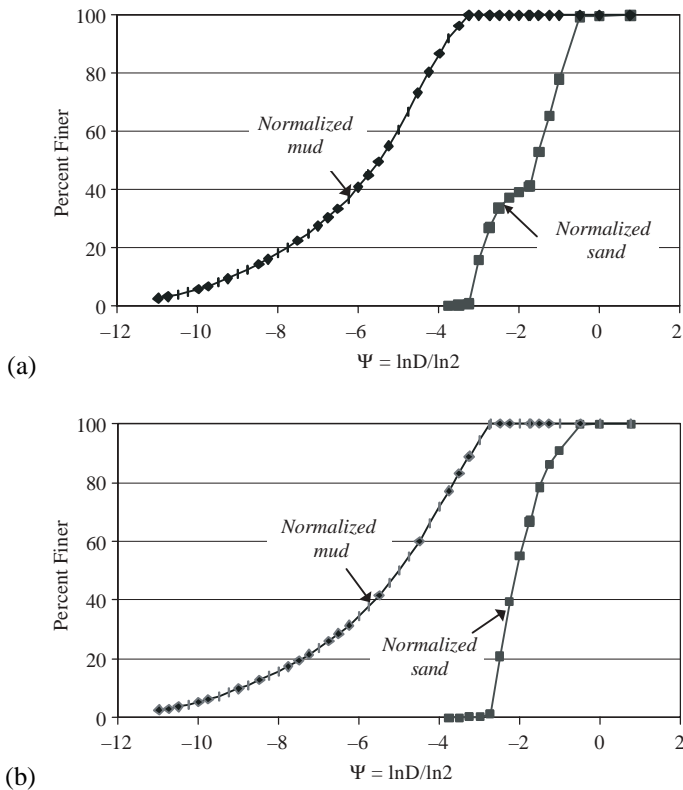 100
80
60
40
20
0
Percent Finer
Normalized
mud
Normalized
sand
−12 −10 −8 −6 −4 −2 0 2
Ψ = lnD/ln2
(a)
100
80
60
40
20
0
Percent Finer
Normalized
mud
Normalized
sand
−12 −10 −8 −6 −4 −2 0 2
Ψ = lnD/ln2
(b)